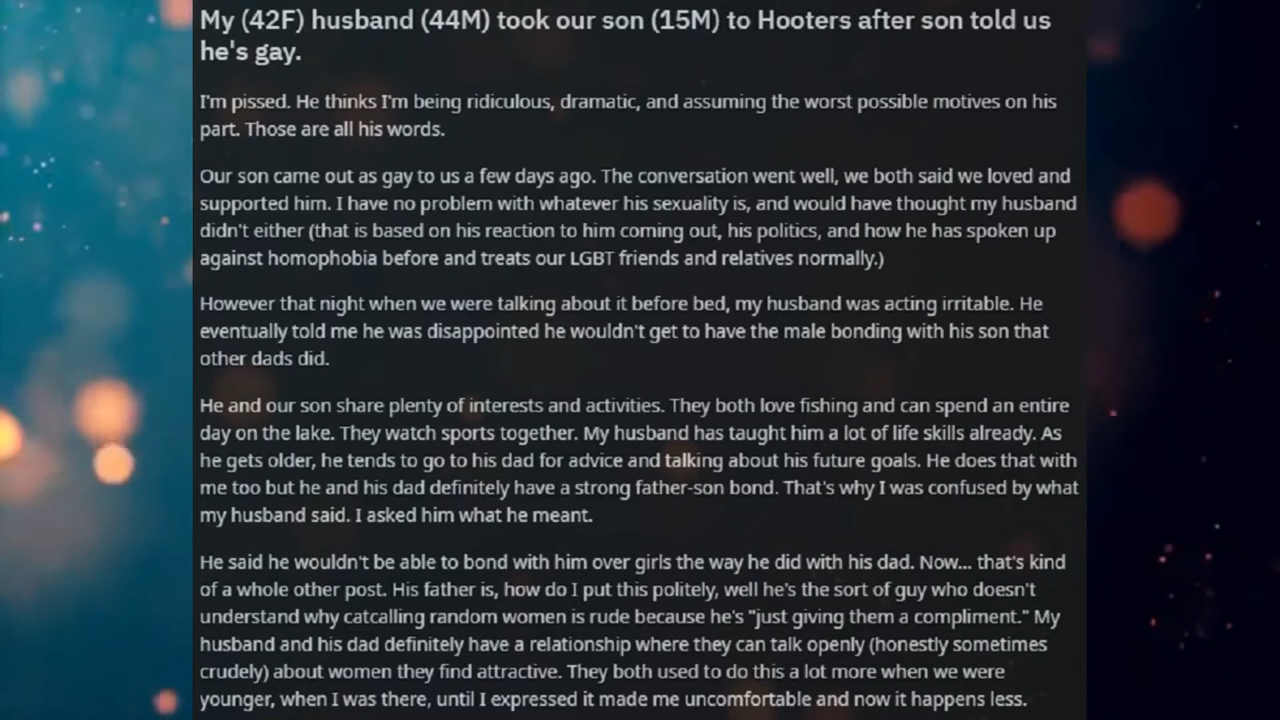 My (42F) husband (44M) took our son (15M) to Hooters after son told us
he's gay.
I'm pissed. He thinks I'm being ridiculous, dramatic, and assuming the worst possible motives on his
part. Those are all his words.
Our son came out as gay to us a few days ago. The conversation went well, we both said we loved and
supported him. I have no problem with whatever his sexuality is, and would have thought my husband
didn't either (that is based on his reaction to him coming out, his politics, and how he has spoken up
against homophobia before and treats our LGBT friends and relatives normally.)
However that night when we were talking about it before bed, my husband was acting irritable. He
eventually told me he was disappointed he wouldn't get to have the male bonding with his son that
other dads did.
He and our son share plenty of interests and activities. They both love fishing and can spend an entire
day on the lake. They watch sports together. My husband has taught him a lot of life skills already. As
he gets older, he tends to go to his dad for advice and talking about his future goals. He does that with
me too but he and his dad definitely have a strong father-son bond. That's why I was confused by what
my husband said. I asked him what he meant.
He said he wouldn't be able to bond with him over girls the way he did with his dad. Now... that's kind
of a whole other post. His father is, how do I put this politely, well he's the sort of guy who doesn't
understand why catcalling random women is rude because he's "just giving them a compliment." My
husband and his dad definitely have a relationship where they can talk openly (honestly sometimes
crudely) about women they find attractive. They both used to do this a lot more when we were
younger, when I was there, until I expressed it made me uncomfortable and now it happens less.